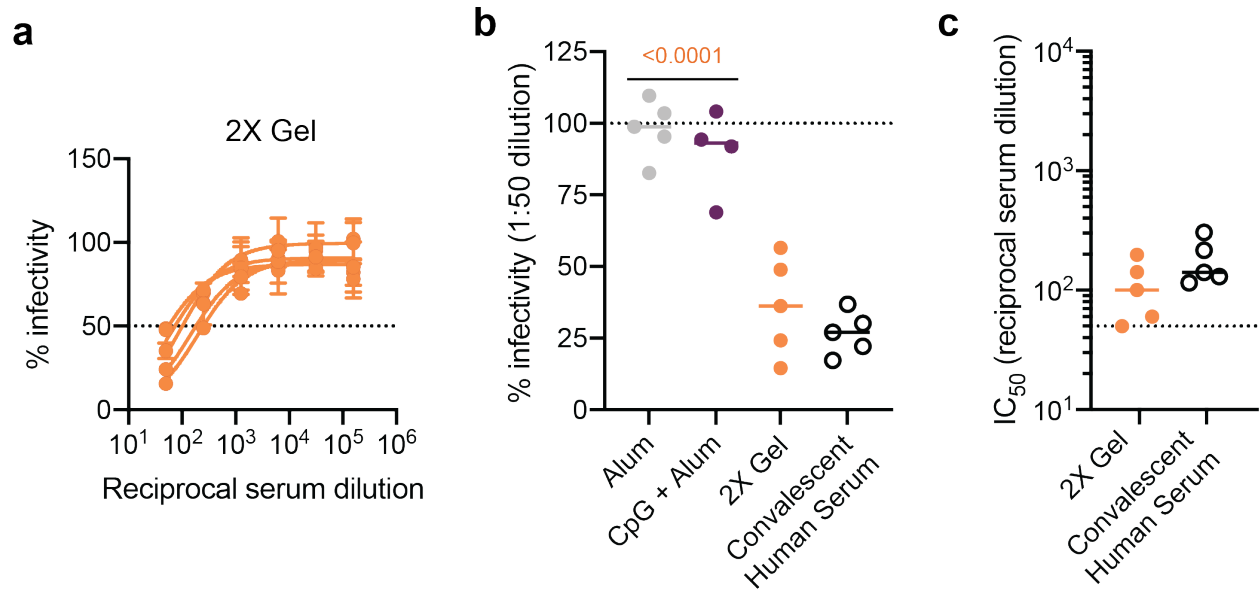 a
2X Gel
% infectivity
150
100
50
0
10¹ 10² 10³ 10⁴ 10⁵ 10⁶
Reciprocal serum dilution
b
% infectivity (1:50 dilution)
<0.0001
125
100
75
50
25
0
Alum
CpG + Alum
2X Gel
Convalescent
Human Serum
c
IC₅₀ (reciprocal serum dilution)
10⁴
10³
10²
10¹
2X Gel
Convalescent
Human Serum